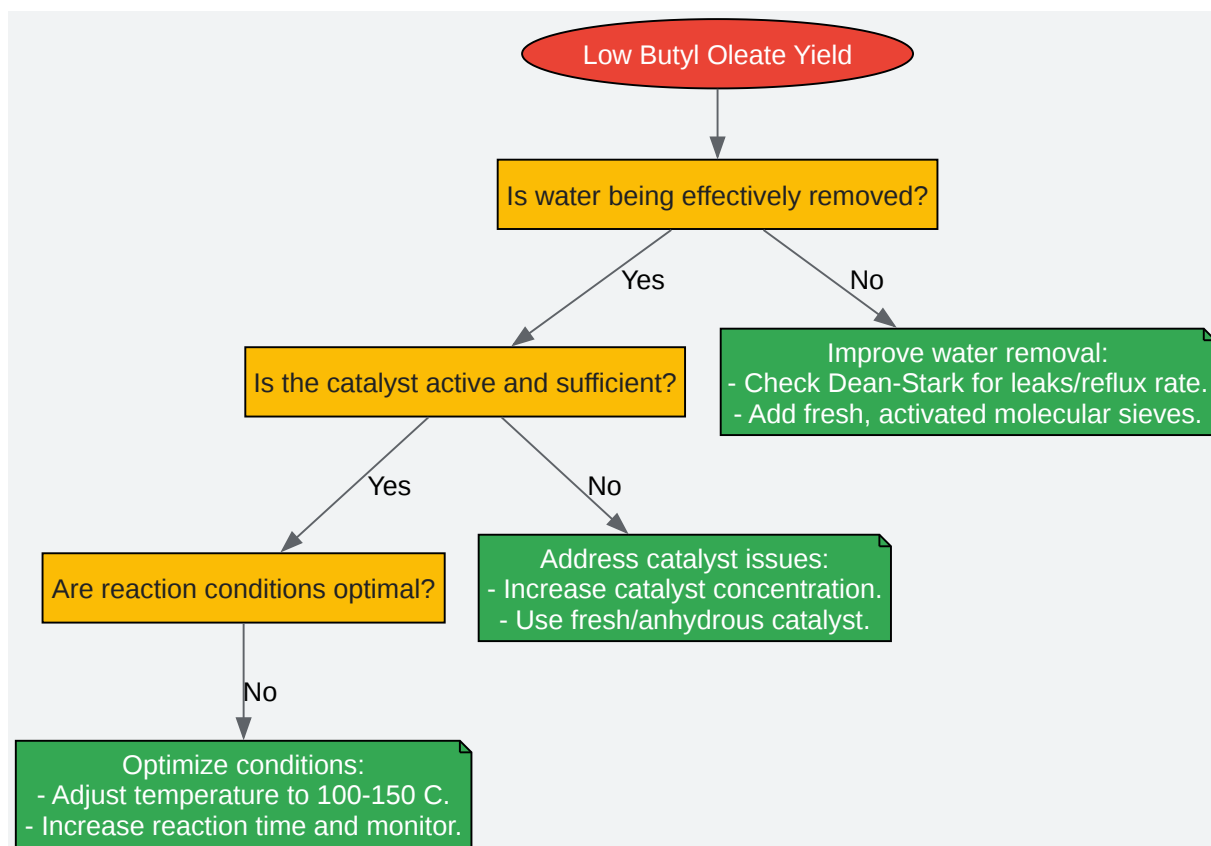 Low Butyl Oleate Yield
Is water being effectively removed?
Yes
No
Is the catalyst active and sufficient?
Improve water removal:
- Check Dean-Stark for leaks/reflux rate.
- Add fresh, activated molecular sieves.
Yes
No
Are reaction conditions optimal?
Address catalyst issues:
- Increase catalyst concentration.
- Use fresh/anhydrous catalyst.
No
Optimize conditions:
- Adjust temperature to 100-150 C.
- Increase reaction time and monitor.